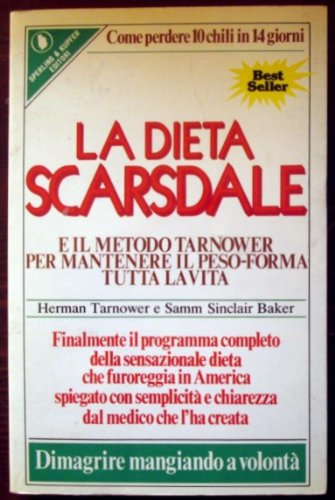 Come perdere 10 chili in 14 giorni
SPERLING & KUPFER
EDITORI
Best
Seller
LA DIETA
SCARSDALE
E IL METODO TARNOWER
PER MANTENERE IL PESO-FORMA
TUTTA LA VITA
Herman Tarnower e Samm Sinclair Baker
Finalmente il programma completo
della sensazionale dieta
che furoreggia in America
spiegato con semplicità e chiarezza
dal medico che l'ha creata
Dimagrire mangiando a volontà